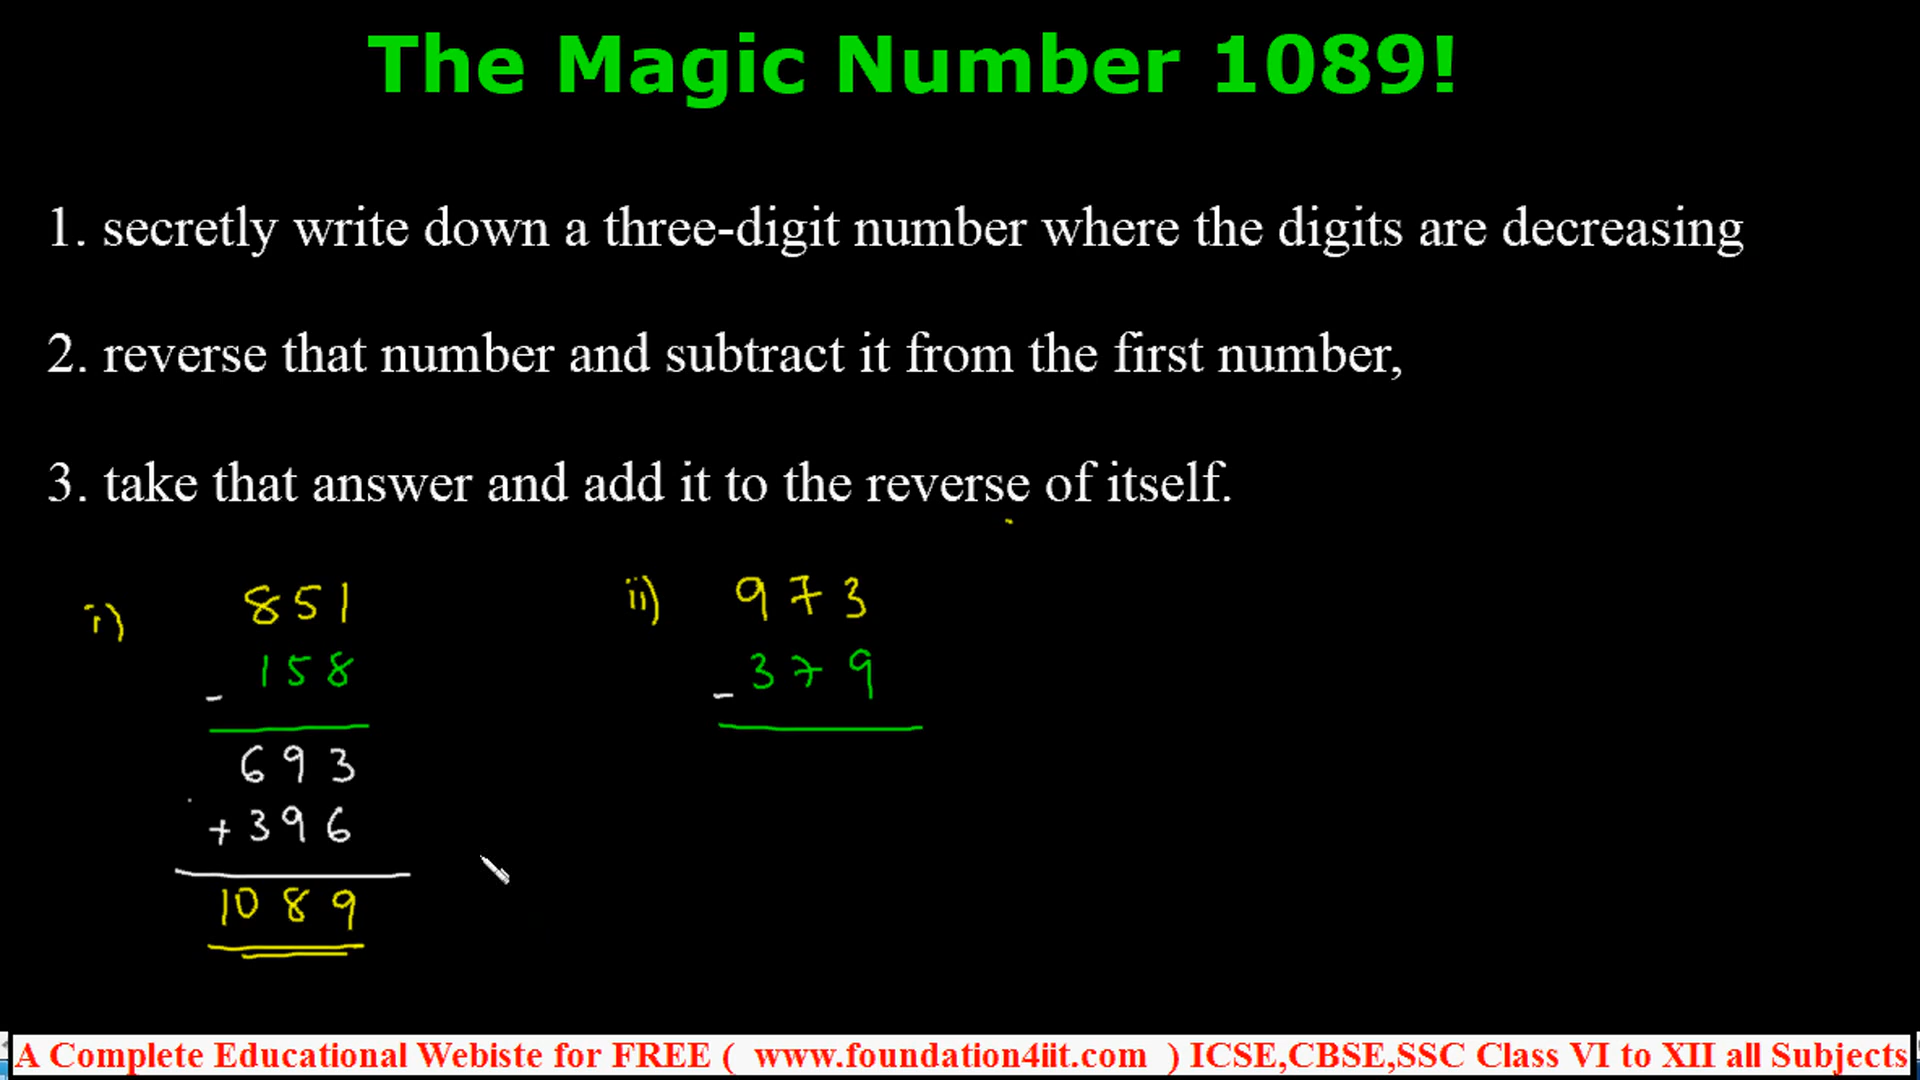 The Magic Number 1089!
1. secretly write down a three-digit number where the digits are decreasing
2. reverse that number and subtract it from the first number,
3. take that answer and add it to the reverse of itself.
i) 851
- 158
693
+ 396
1089
ii) 973
- 379
A Complete Educational Webiste for FREE ( www.foundation4iit.com ) ICSE,CBSE,SSC Class VI to XII all Subjects